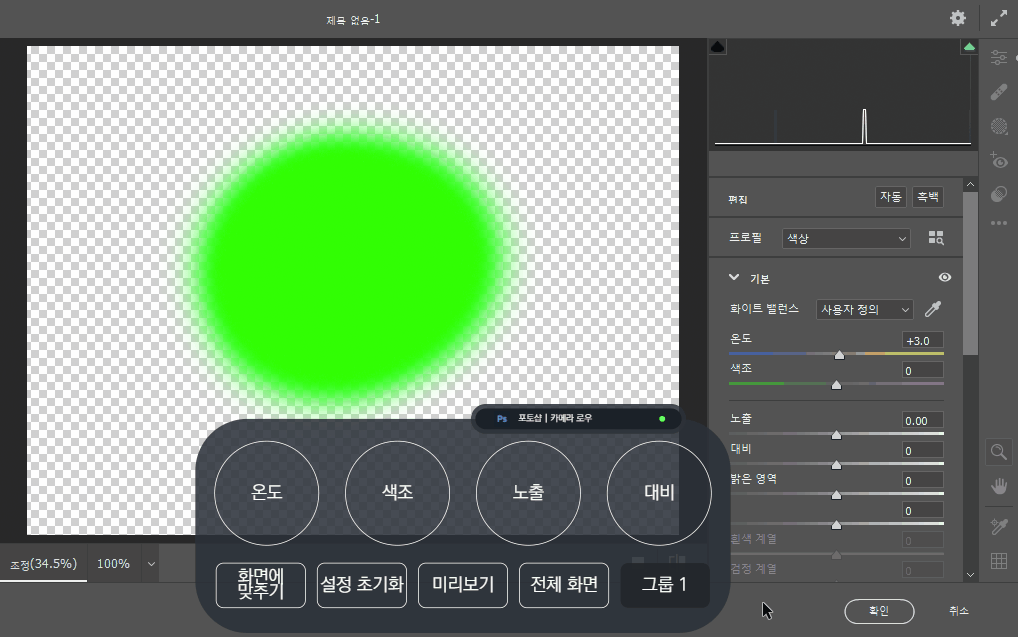 제목 없음-1
편집
자동
흑백
프로필
색상
기본
화이트 밸런스
사용자 정의
온도
+3.0
색조
0
노출
0.00
대비
0
밝은 영역
0
0
흰색 계열
0
검정 계열
0
Ps 포토샵 | 카메라 로우
온도
색조
노출
대비
화면에
맞추기
설정 초기화
미리보기
전체 화면
그룹 1
조정(34.5%)
100%
확인
취소